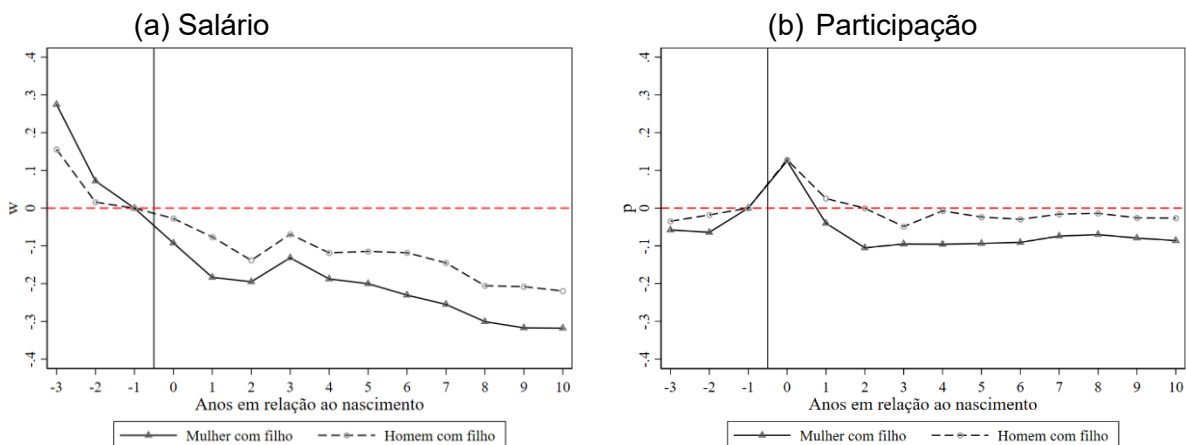 (a) Salário
.4
.3
.2
.1
0
-.1
-.2
-.3
-.4
w
-3 -2 -1 0 1 2 3 4 5 6 7 8 9 10
Anos em relação ao nascimento
Mulher com filho Homem com filho
(b) Participação
.4
.3
.2
.1
0
-.1
-.2
-.3
-.4
p
-3 -2 -1 0 1 2 3 4 5 6 7 8 9 10
Anos em relação ao nascimento
Mulher com filho Homem com filho